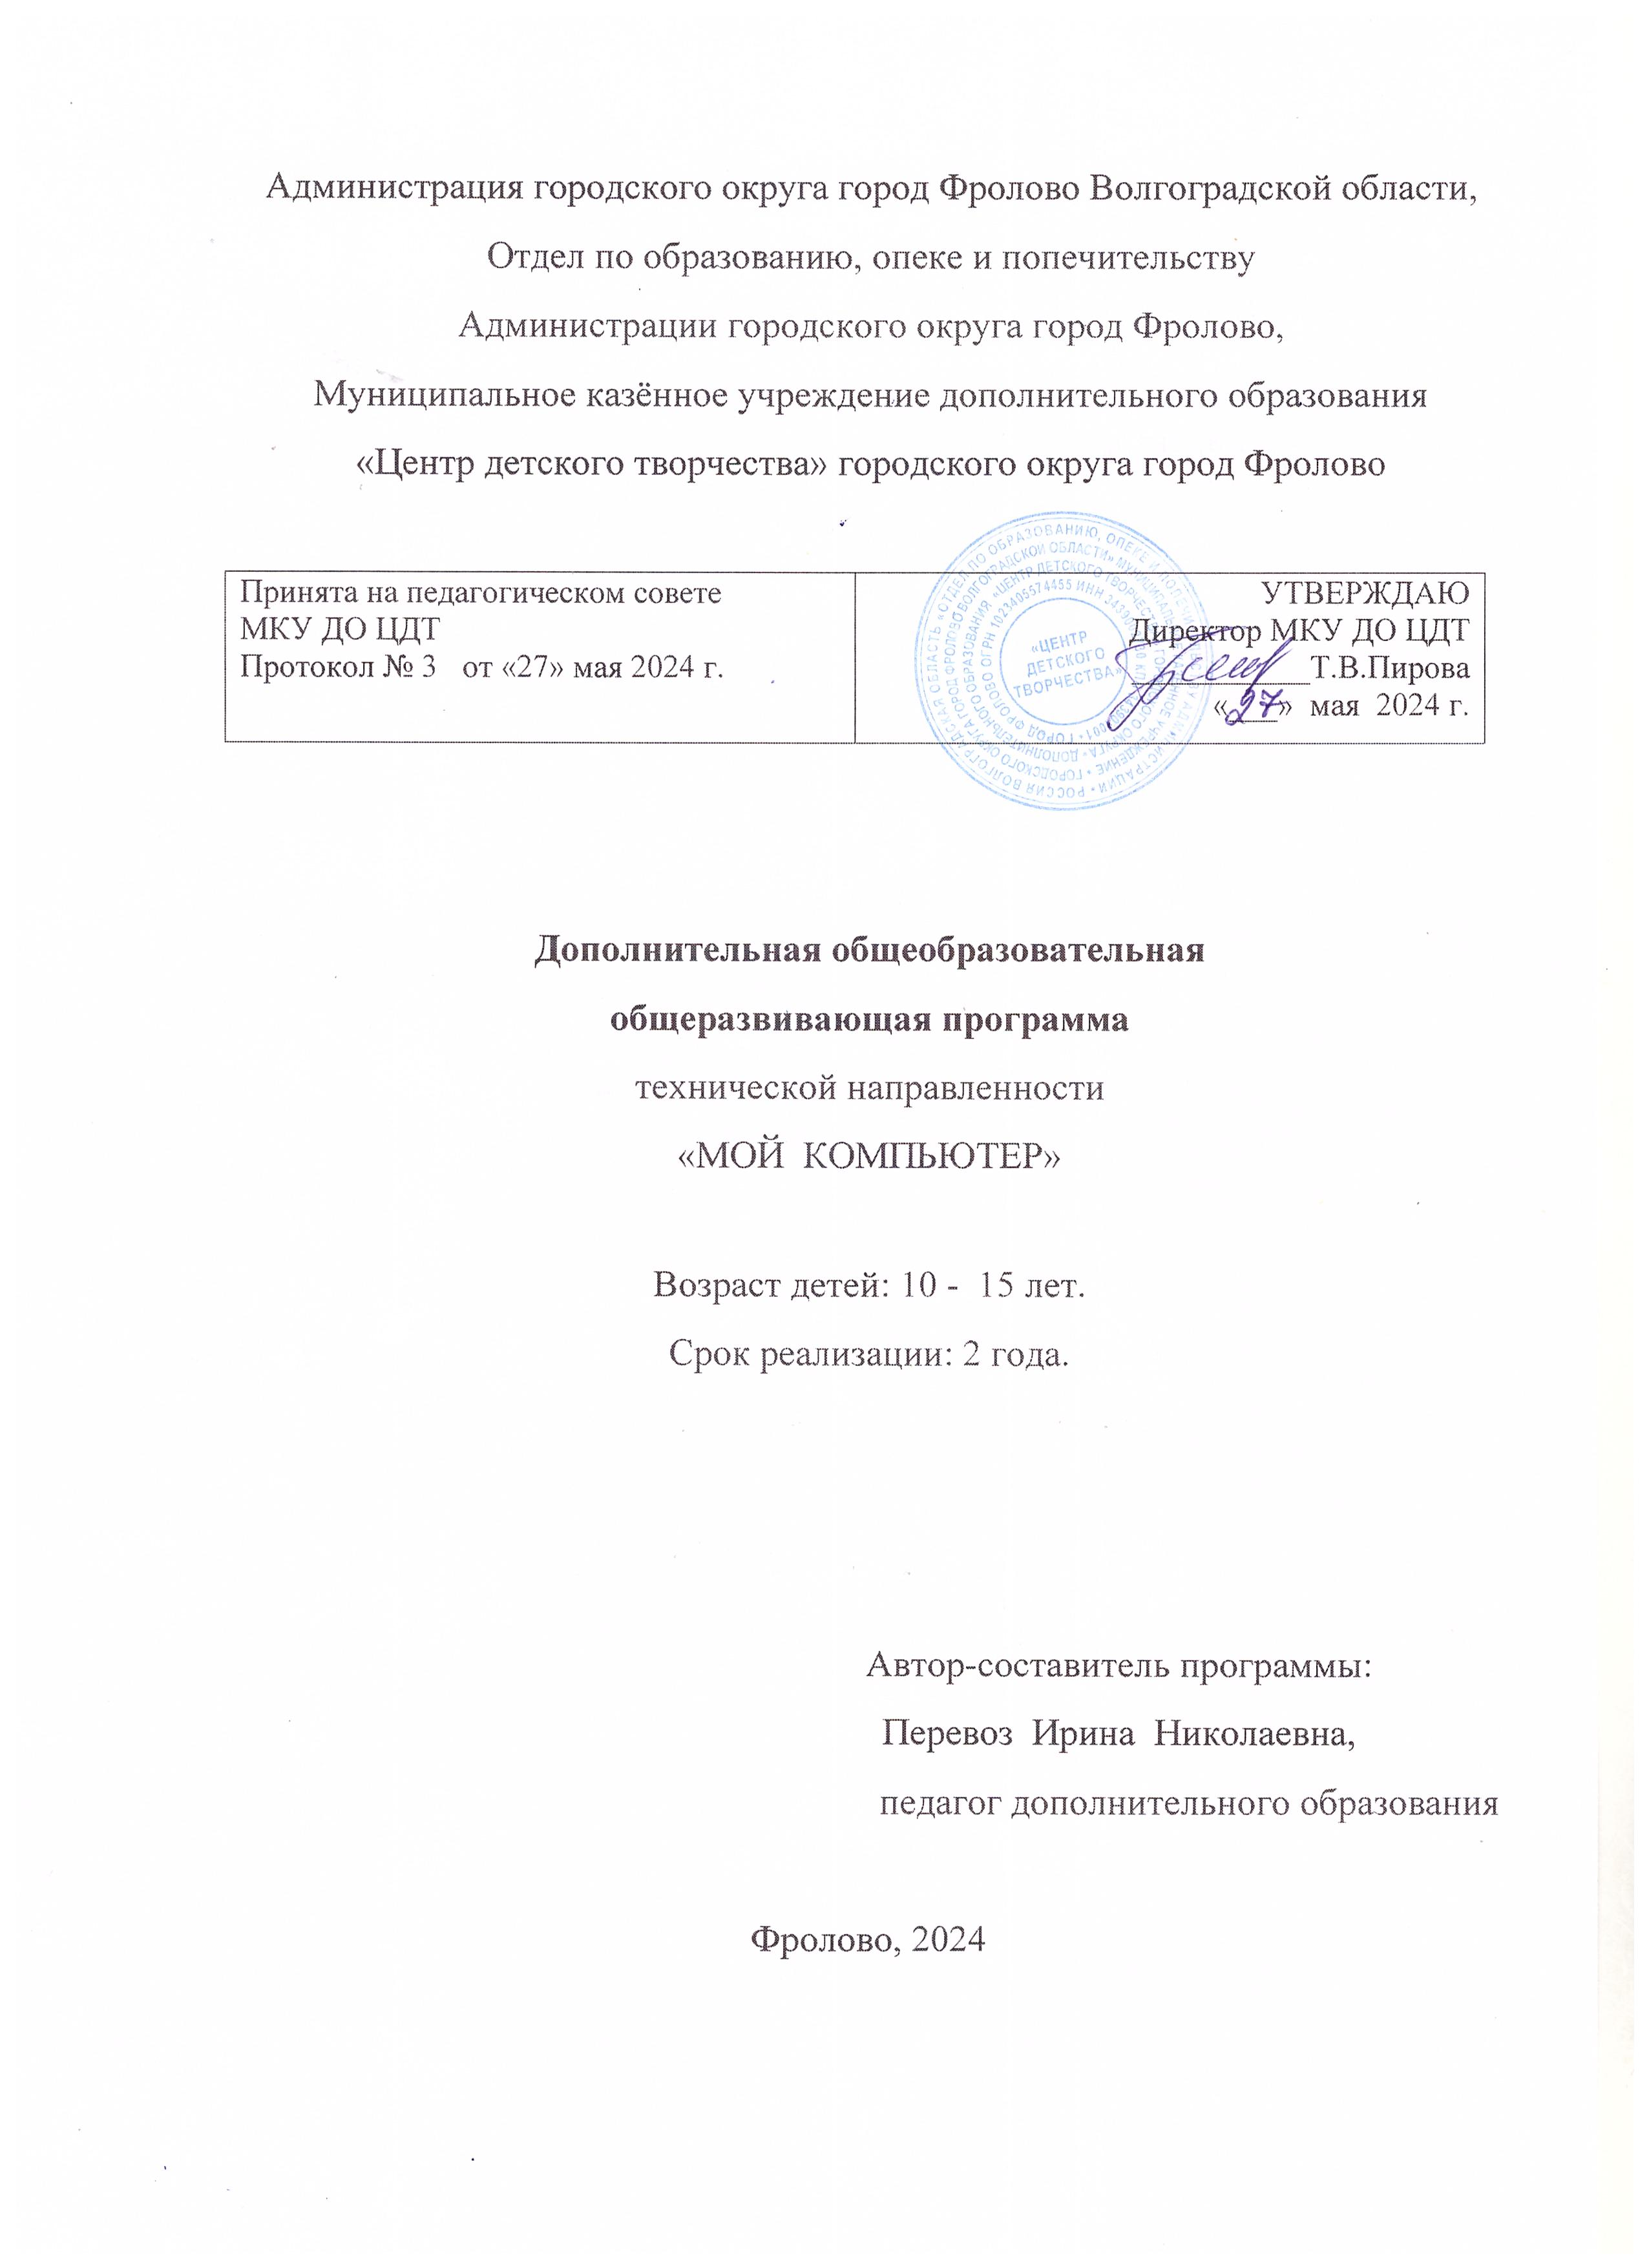 Администрация городского округа город Фролово Волгоградской области,
Отдел по образованию, опеке и попечительству
Администрации городского округа город Фролово,
Муниципальное казённое учреждение дополнительного образования
«Центр детского творчества» городского округа город Фролово
Принята на педагогическом совете
МКУ ДО ЦДТ
Протокол № 3 от «27» мая 2024 г.
УТВЕРЖДАЮ
Директор МКУ ДО ЦДТ
Т.В.Пирова
«27» мая 2024 г.
«ЦЕНТР
ДЕТСКОГО
ТВОРЧЕСТВА»
Дополнительная общеобразовательная
общеразвивающая программа
технической направленности
«МОЙ КОМПЬЮТЕР»
Возраст детей: 10 - 15 лет.
Срок реализации: 2 года.
Автор-составитель программы:
Перевоз Ирина Николаевна,
педагог дополнительного образования
Фролово, 2024